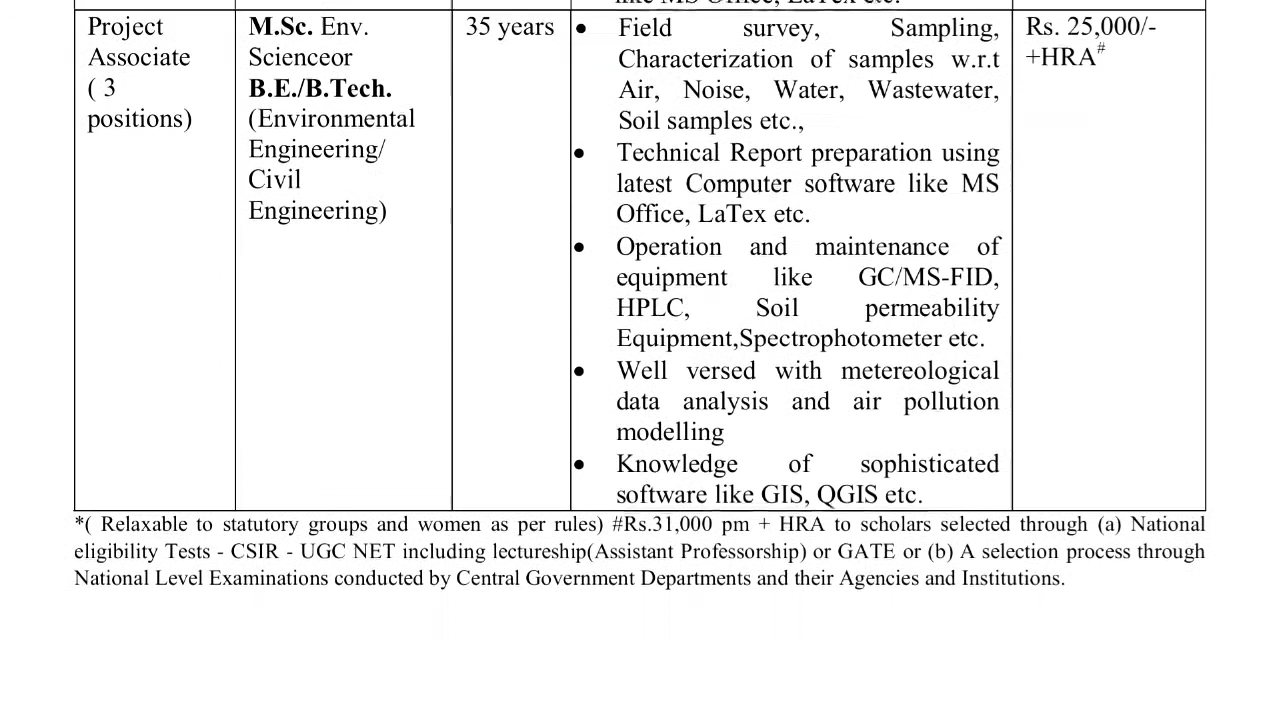 like MS Office, LaTex etc.
Project
Associate
( 3
positions)
M.Sc. Env.
Scienceor
B.E./B.Tech.
(Environmental
Engineering/
Civil
Engineering)
35 years
• Field survey, Sampling,
Characterization of samples w.r.t
Air, Noise, Water, Wastewater,
Soil samples etc.,
• Technical Report preparation using
latest Computer software like MS
Office, LaTex etc.
• Operation and maintenance of
equipment like GC/MS-FID,
HPLC, Soil permeability
Equipment,Spectrophotometer etc.
• Well versed with metereological
data analysis and air pollution
modelling
• Knowledge of sophisticated
software like GIS, QGIS etc.
Rs. 25,000/-
+HRA#
*( Relaxable to statutory groups and women as per rules) #Rs.31,000 pm + HRA to scholars selected through (a) National
eligibility Tests - CSIR - UGC NET including lectureship(Assistant Professorship) or GATE or (b) A selection process through
National Level Examinations conducted by Central Government Departments and their Agencies and Institutions.